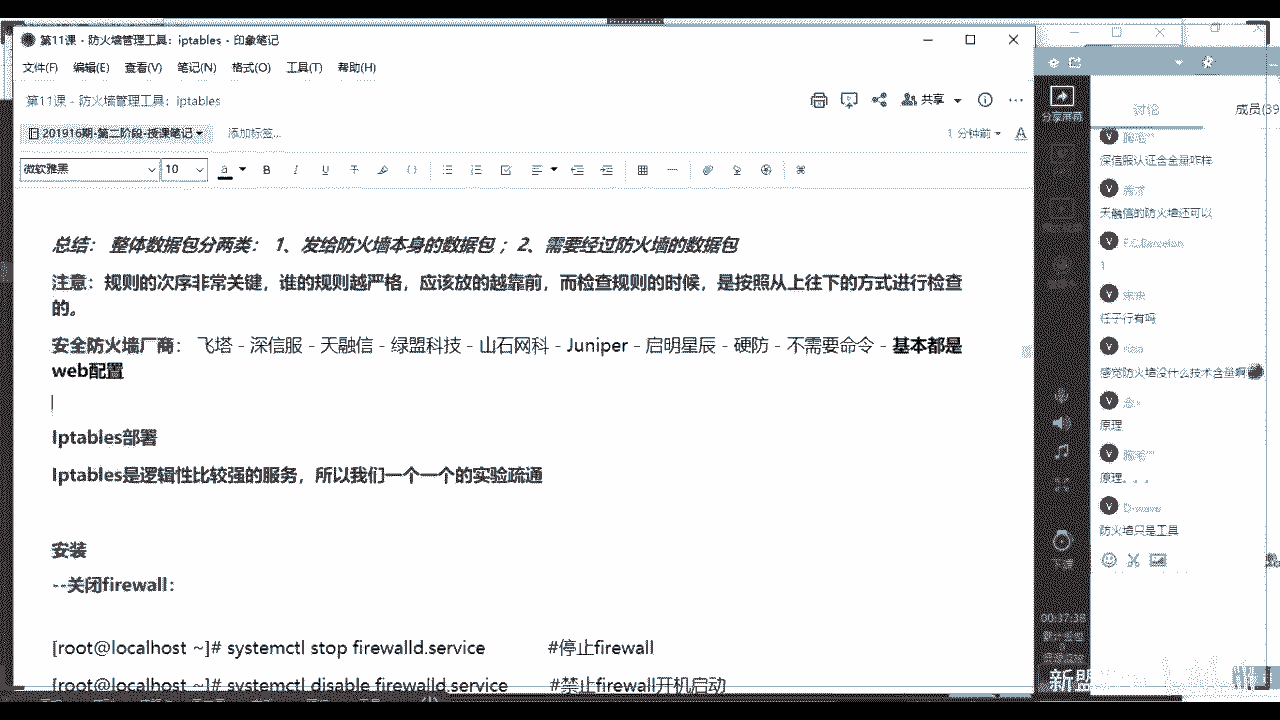 第11课 - 防火墙管理工具：iptables - 印象笔记
文件(F) 编辑(E) 查看(V) 笔记(N) 格式(O) 工具(T) 帮助(H)
第11课 - 防火墙管理工具：iptables
共享
201916期-第二阶段-授课笔记
添加标签...
1 分钟前
微软雅黑
10
总结： 整体数据包分两类： 1、发给防火墙本身的数据包 ；2、需要经过防火墙的数据包
注意：规则的次序非常关键，谁的规则越严格，应该放的越靠前，而检查规则的时候，是按照从上往下的方式进行检查
的。
安全防火墙厂商： 飞塔 - 深信服 - 天融信 - 绿盟科技 - 山石网科 - Juniper - 启明星辰 - 硬防 - 不需要命令 - 基本都是
web配置
Iptables部署
Iptables是逻辑性比较强的服务，所以我们一个一个的实验疏通
安装
--关闭firewall：
[root@localhost ~]# systemctl stop firewalld.service #停止firewall
[root@localhost ~]# systemctl disable firewalld.service #禁止firewall开机启动
分享屏幕
下课
00:37:38
讨论
成员(39
深信服认证含金量咋样
天融信的防火墙还可以
1
任子行有吗
感觉防火墙没什么技术含量啊
原理
原理。。。
D-wave
防火墙只是工具
新盟